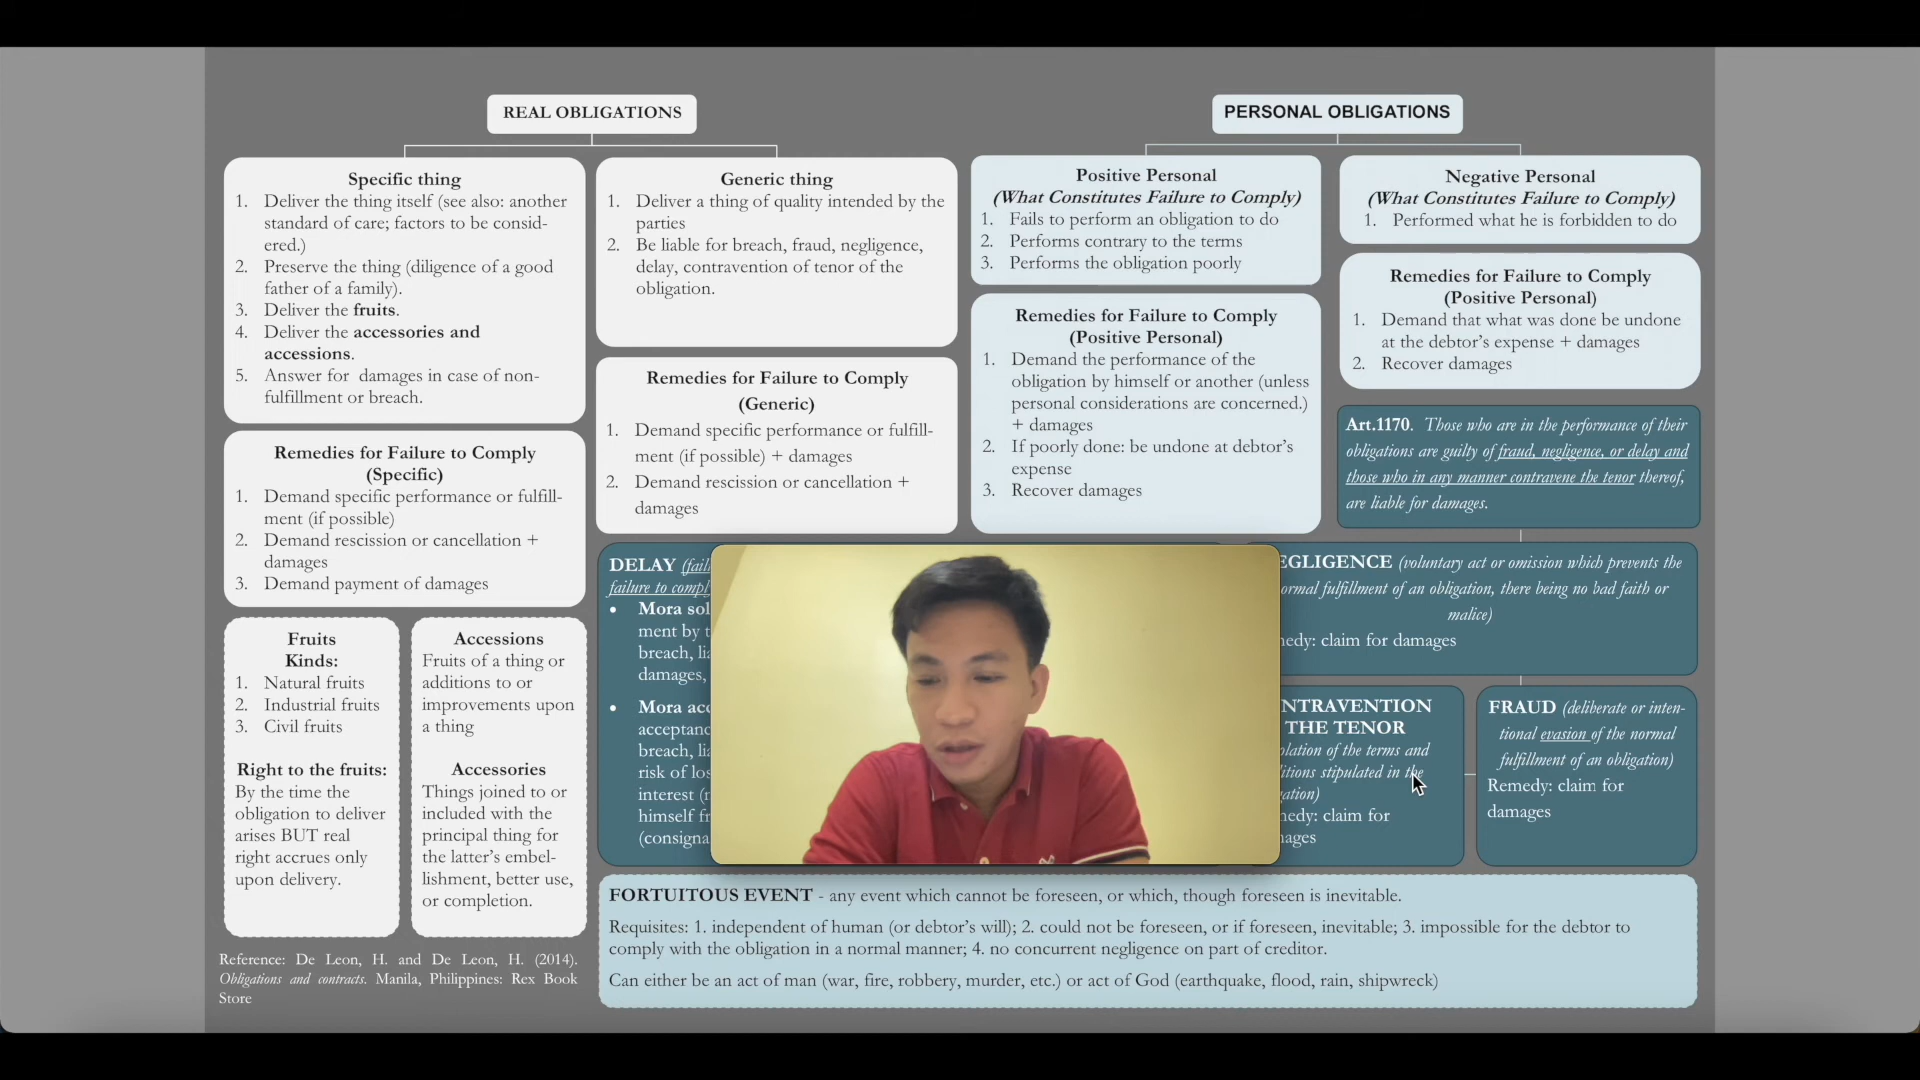 REAL OBLIGATIONS
Specific thing
1. Deliver the thing itself (see also: another
standard of care; factors to be consid-
ered.)
2. Preserve the thing (diligence of a good
father of a family).
3. Deliver the fruits.
4. Deliver the accessories and
accessions.
5. Answer for damages in case of non-
fulfillment or breach.
Generic thing
1. Deliver a thing of quality intended by the
parties
2. Be liable for breach, fraud, negligence,
delay, contravention of tenor of the
obligation.
Remedies for Failure to Comply
(Specific)
1. Demand specific performance or fulfill-
ment (if possible)
2. Demand rescission or cancellation +
damages
3. Demand payment of damages
Remedies for Failure to Comply
(Generic)
1. Demand specific performance or fulfill-
ment (if possible) + damages
2. Demand rescission or cancellation +
damages
Fruits
Kinds:
1. Natural fruits
2. Industrial fruits
3. Civil fruits
Right to the fruits:
By the time the
obligation to deliver
arises BUT real
right accrues only
upon delivery.
Accessions
Fruits of a thing or
additions to or
improvements upon
a thing
Accessories
Things joined to or
included with the
principal thing for
the latter's embel-
lishment, better use,
or completion.
Reference: De Leon, H. and De Leon, H. (2014).
Obligations and contracts. Manila, Philippines: Rex Book
Store
PERSONAL OBLIGATIONS
Positive Personal
(What Constitutes Failure to Comply)
1. Fails to perform an obligation to do
2. Performs contrary to the terms
3. Performs the obligation poorly
Remedies for Failure to Comply
(Positive Personal)
1. Demand the performance of the
obligation by himself or another (unless
personal considerations are concerned.)
+ damages
2. If poorly done: be undone at debtor's
expense
3. Recover damages
Negative Personal
(What Constitutes Failure to Comply)
1. Performed what he is forbidden to do
Remedies for Failure to Comply
(Positive Personal)
1. Demand that what was done be undone
at the debtor's expense + damages
2. Recover damages
Art.1170. Those who are in the performance of their
obligations are guilty of fraud, negligence, or delay and
those who in any manner contravene the tenor thereof,
are liable for damages.
DELAY
failure to
• Mora
ment by
breach,
damages,
• Mora
acceptance
breach,
risk of
interest
himself
(voluntary act or omission which prevents the
fulfillment of an obligation, there being no bad faith or
malice)
claim for damages
THE TENOR
of the terms and
stipulated in the
claim for
FRAUD (deliberate or inten-
tional evasion of the normal
fulfillment of an obligation)
Remedy: claim for
damages
FORTUITOUS EVENT - any event which cannot be foreseen, or which, though foreseen is inevitable.
Requisites: 1. independent of human (or debtor's will); 2. could not be foreseen, or if foreseen, inevitable; 3. impossible for the debtor to
comply with the obligation in a normal manner; 4. no concurrent negligence on part of creditor.
Can either be an act of man (war, fire, robbery, murder, etc.) or act of God (earthquake, flood, rain, shipwreck)